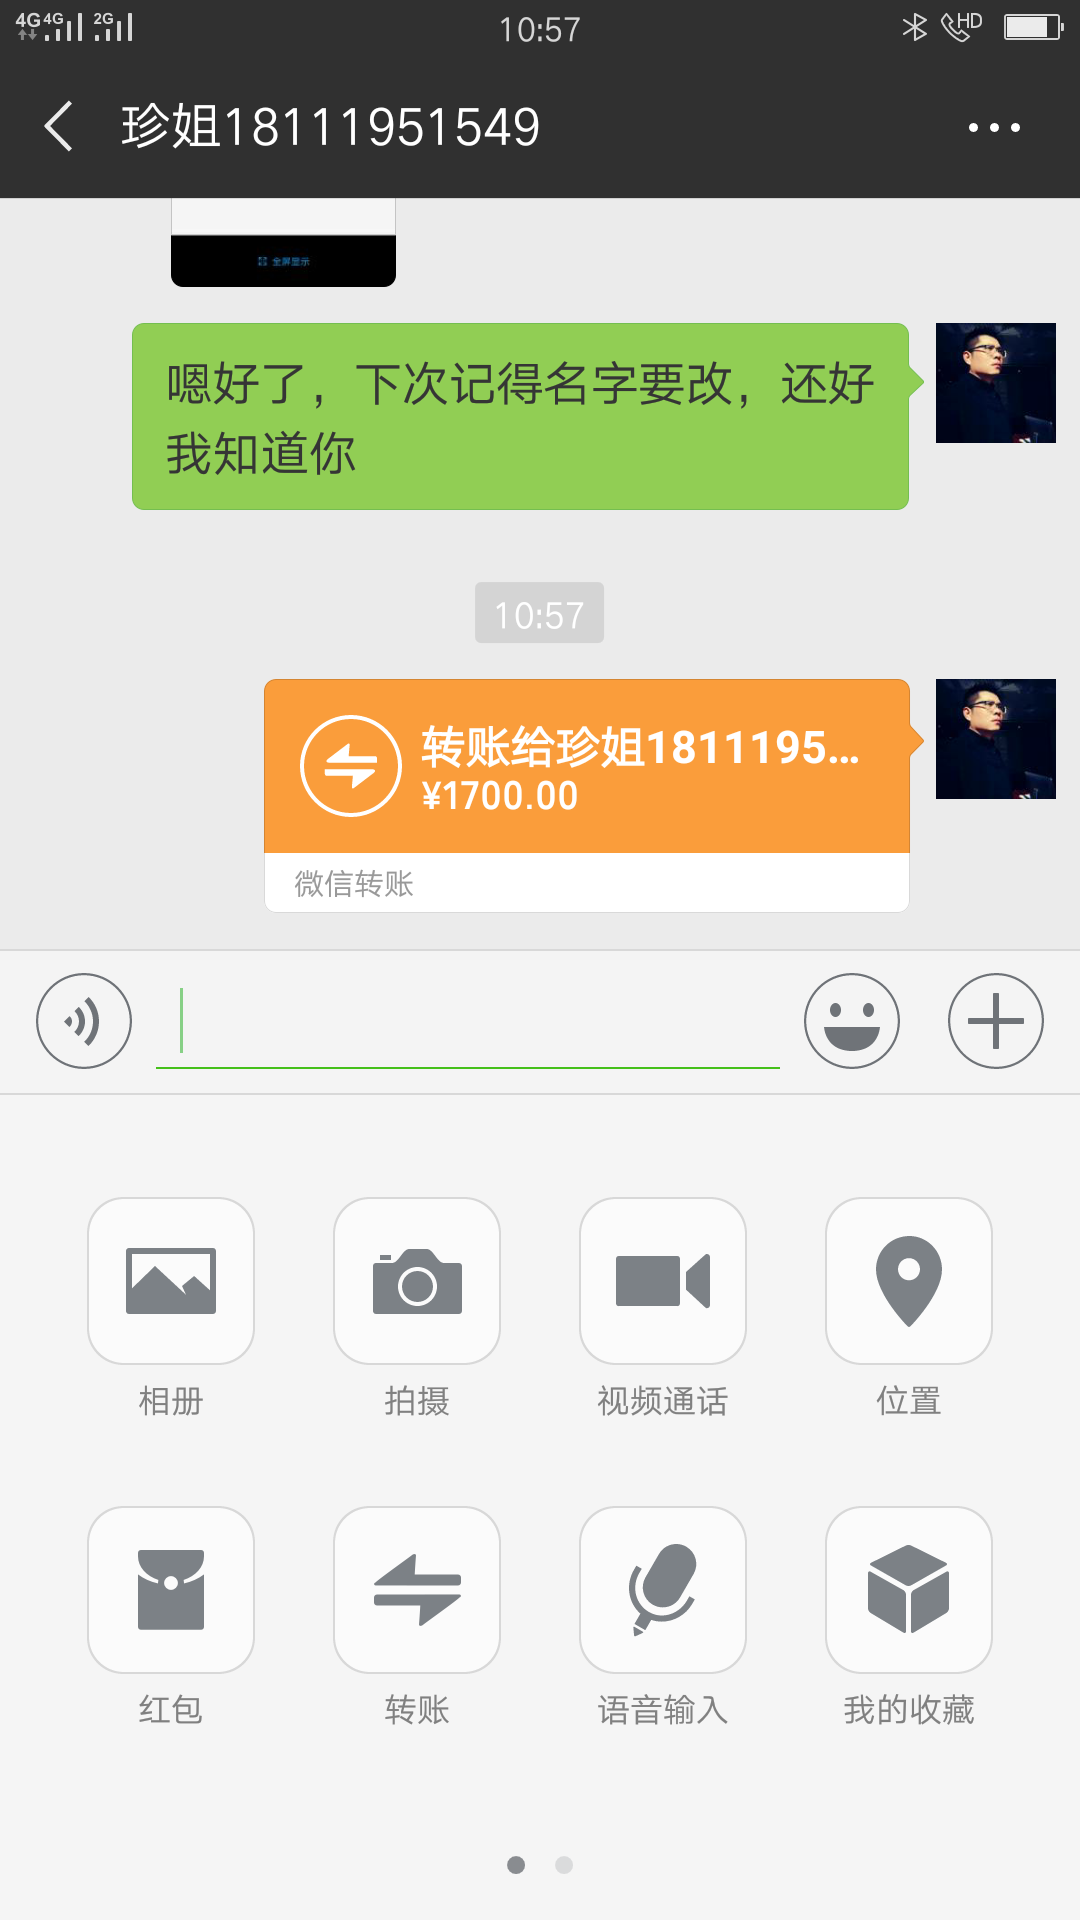 4G 4G 2G 10:57 HD
珍姐18111951549
全屏显示
嗯好了，下次记得名字要改，还好
我知道你
10:57
转账给珍姐1811195...
¥1700.00
微信转账
相册 拍摄 视频通话 位置
红包 转账 语音输入 我的收藏